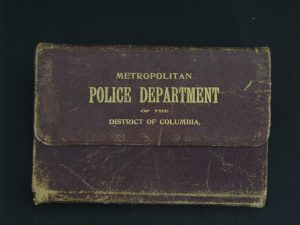 METROPOLITAN
POLICE DEPARTMENT
OF THE
DISTRICT OF COLUMBIA.